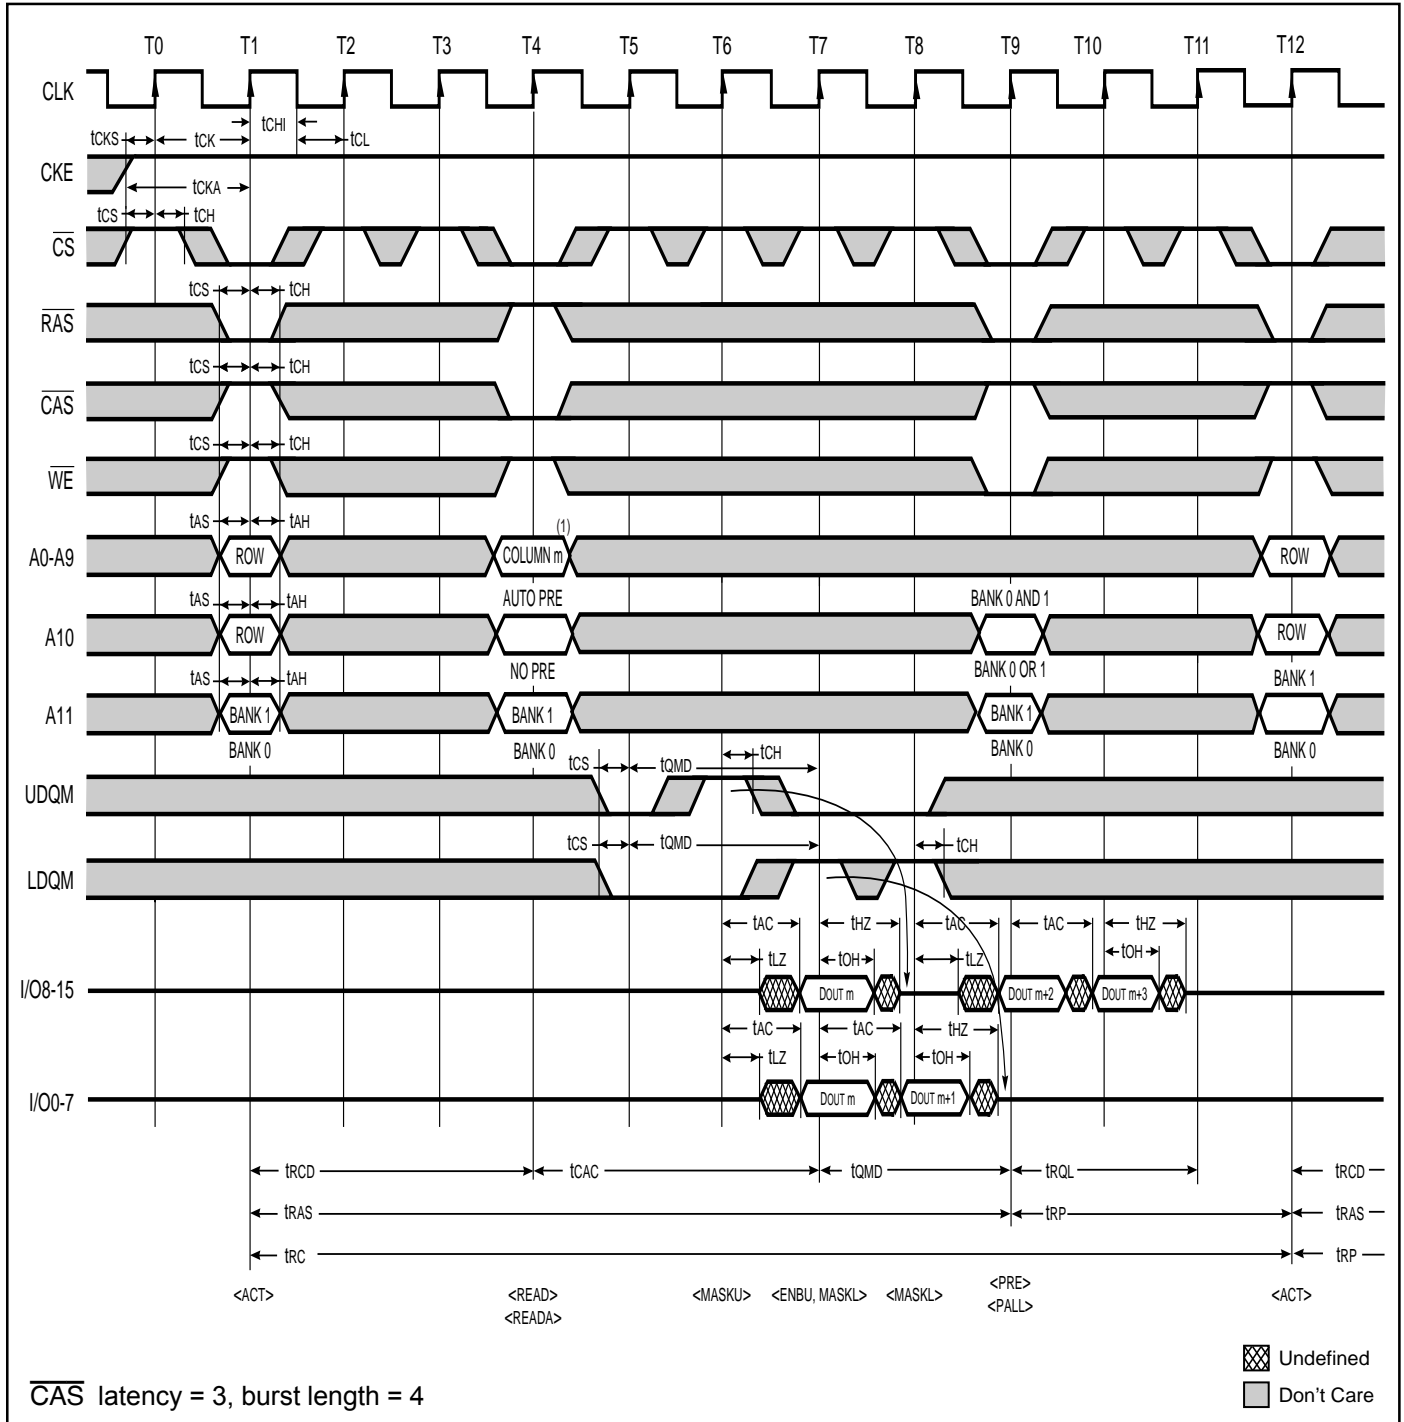 T0 T1 T2 T3 T4 T5 T6 T7 T8 T9 T10 T11 T12
CLK
tCHI
tCKS tCK tCL
CKE
tCKA
tCS tCH
CS
tCS tCH
RAS
tCS tCH
CAS
tCS tCH
WE
tAS tAH (1)
A0-A9 ROW COLUMN m ROW
AUTO PRE BANK 0 AND 1
tAS tAH
A10 ROW ROW
NO PRE BANK 0 OR 1 BANK 1
tAS tAH
A11 BANK 1 BANK 1 BANK 1
BANK 0 BANK 0 BANK 0 BANK 0
tCS tQMD tCH
UDQM
tCS tQMD tCH
LDQM
tAC tHZ tAC tAC tHZ
tLZ tOH tLZ tOH
I/O8-15 DOUT m DOUT m+2 DOUT m+3
tAC tAC tHZ
tLZ tOH tOH
I/O0-7 DOUT m DOUT m+1
tRCD tCAC tQMD tRQL tRCD
tRAS tRP tRAS
tRC tRP
<ACT> <READ> <MASKU> <ENBU, MASKL> <MASKL> <PRE> <ACT>
<READA> <PALL>
Undefined
CAS latency = 3, burst length = 4
Don't Care